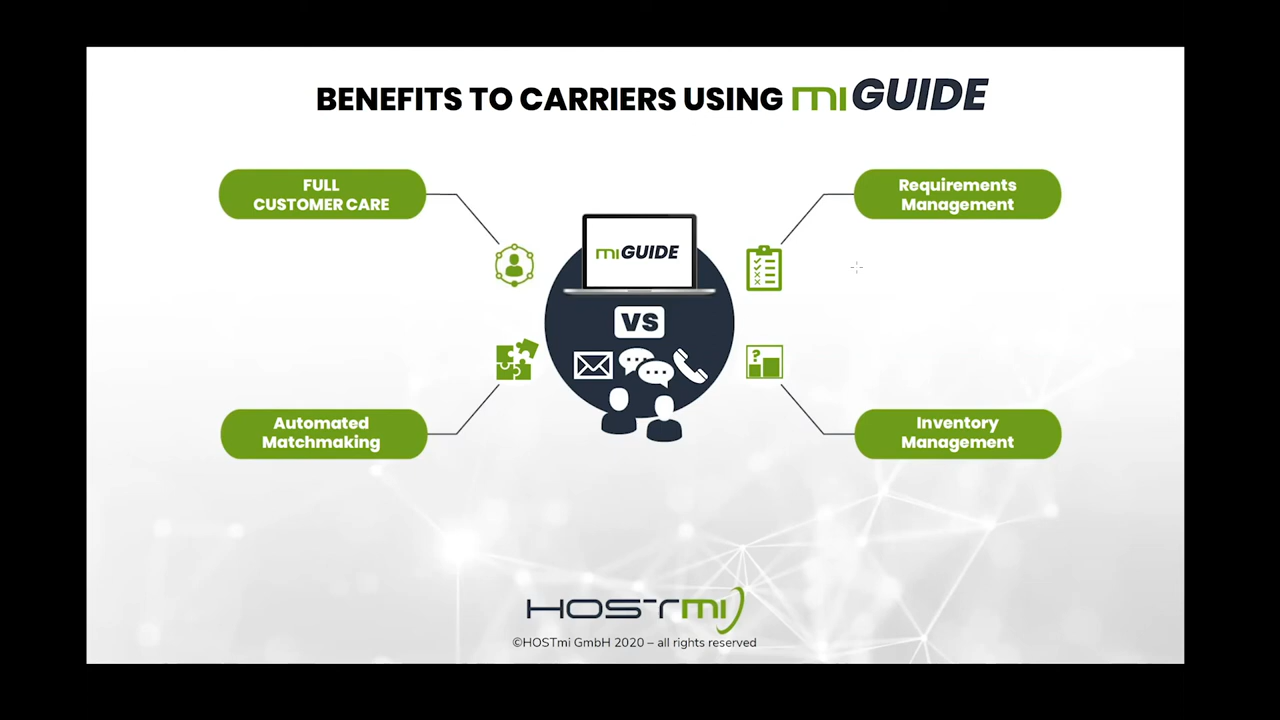 BENEFITS TO CARRIERS USING miGUIDE
FULL
CUSTOMER CARE
Requirements
Management
miGUIDE
VS
?
Automated
Matchmaking
Inventory
Management
HOSTmi
©HOSTmi GmbH 2020 – all rights reserved